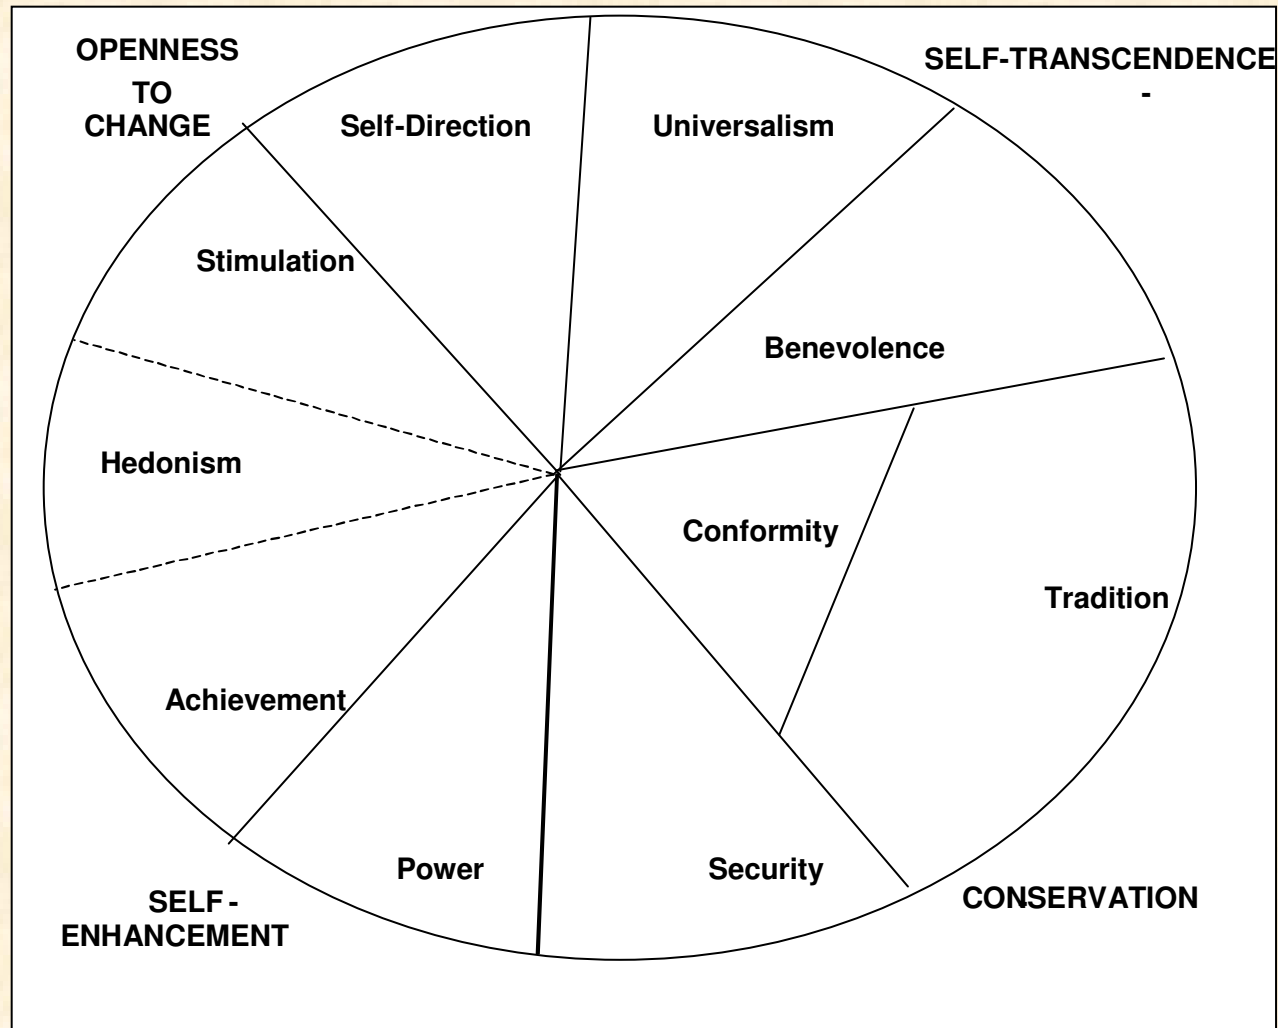 OPENNESS
TO
CHANGE
SELF-TRANSCENDENCE
-
Self-Direction
Universalism
Stimulation
Benevolence
Hedonism
Conformity
Tradition
Achievement
Power
Security
SELF-
ENHANCEMENT
CONSERVATION